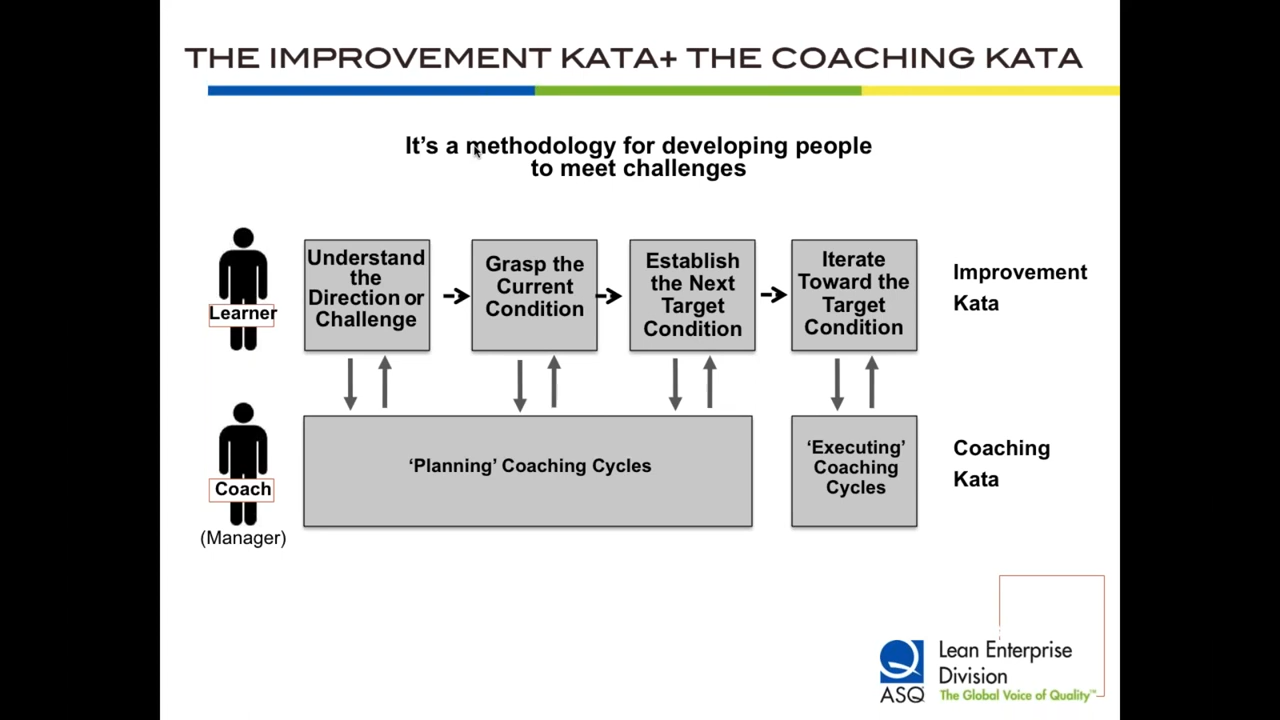 THE IMPROVEMENT KATA+ THE COACHING KATA
It's a methodology for developing people
to meet challenges
Learner
Understand
the
Direction or
Challenge
Grasp the
Current
Condition
Establish
the Next
Target
Condition
Iterate
Toward the
Target
Condition
Improvement
Kata
Coach
(Manager)
‘Planning’ Coaching Cycles
‘Executing’
Coaching
Cycles
Coaching
Kata
ASQ
Lean Enterprise
Division
The Global Voice of Quality™